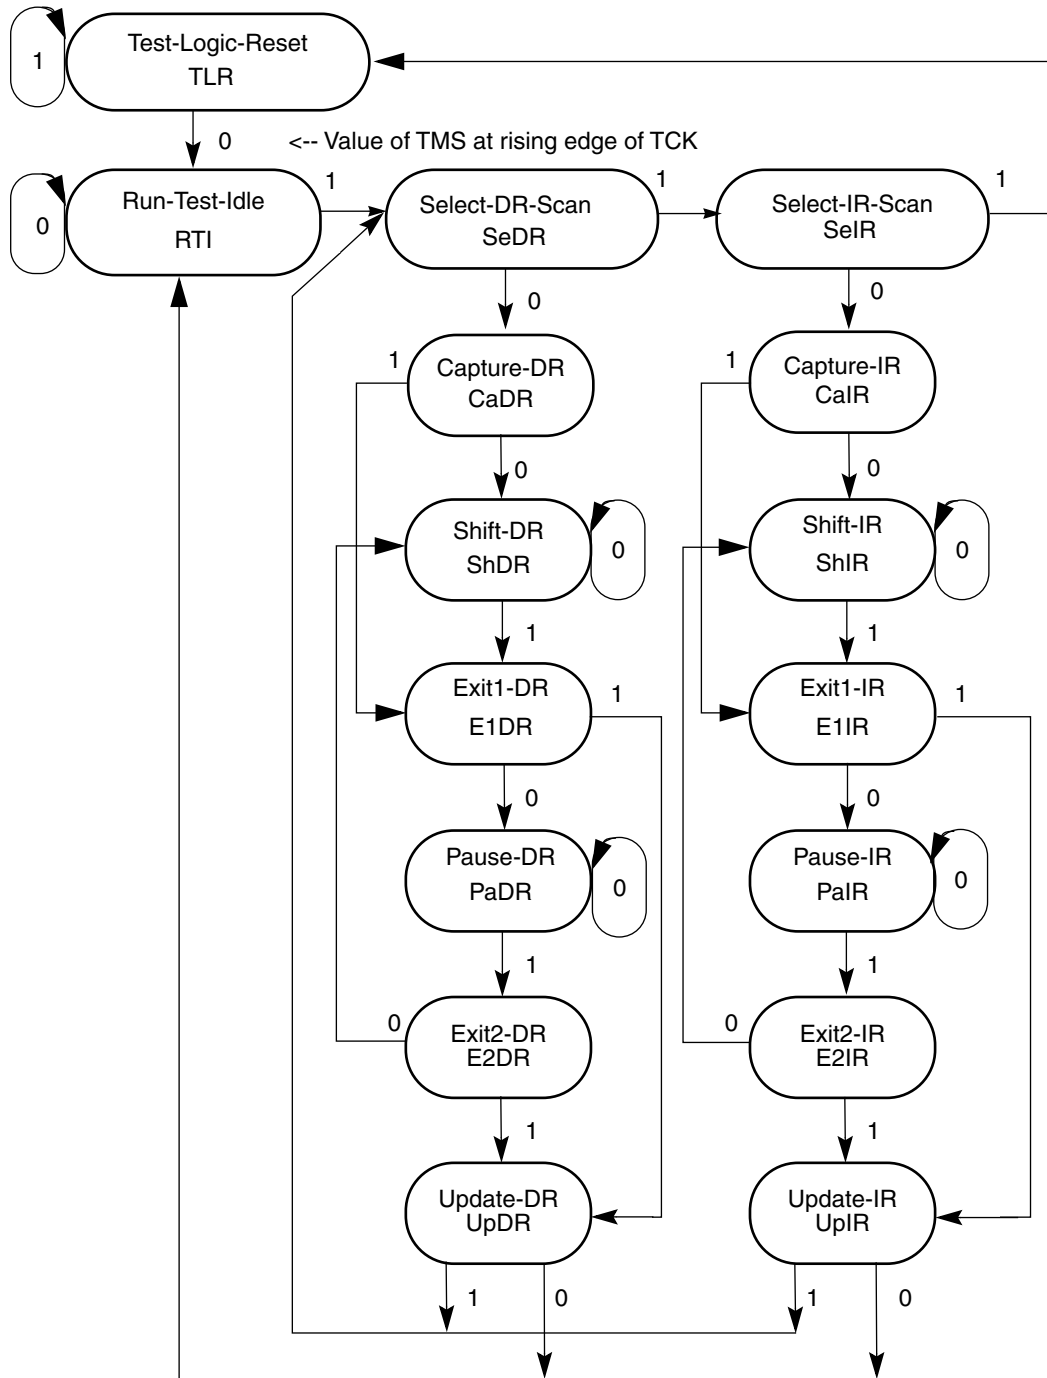 Test-Logic-Reset
TLR
1
0
<-- Value of TMS at rising edge of TCK
Run-Test-Idle
RTI
0
1
Select-DR-Scan
SeDR
1
Select-IR-Scan
SeIR
1
0
0
1
Capture-DR
CaDR
1
Capture-IR
CaIR
0
0
Shift-DR
ShDR
0
Shift-IR
ShIR
0
1
1
Exit1-DR
E1DR
1
Exit1-IR
E1IR
1
0
0
Pause-DR
PaDR
0
Pause-IR
PaIR
0
1
1
0
Exit2-DR
E2DR
0
Exit2-IR
E2IR
1
1
Update-DR
UpDR
Update-IR
UpIR
1
0
1
0